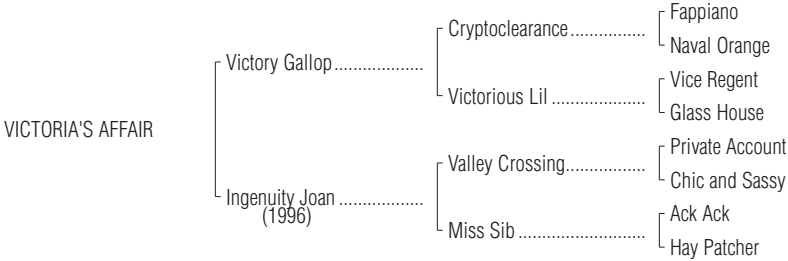 Fappiano
Cryptoclearance................
Naval Orange
Victory Gallop...................
Vice Regent
Victorious Lil ....................
Glass House
VICTORIA'S AFFAIR
Private Account
Valley Crossing.................
Chic and Sassy
Ingenuity Joan ..................
(1996)
Ack Ack
Miss Sib ...........................
Hay Patcher